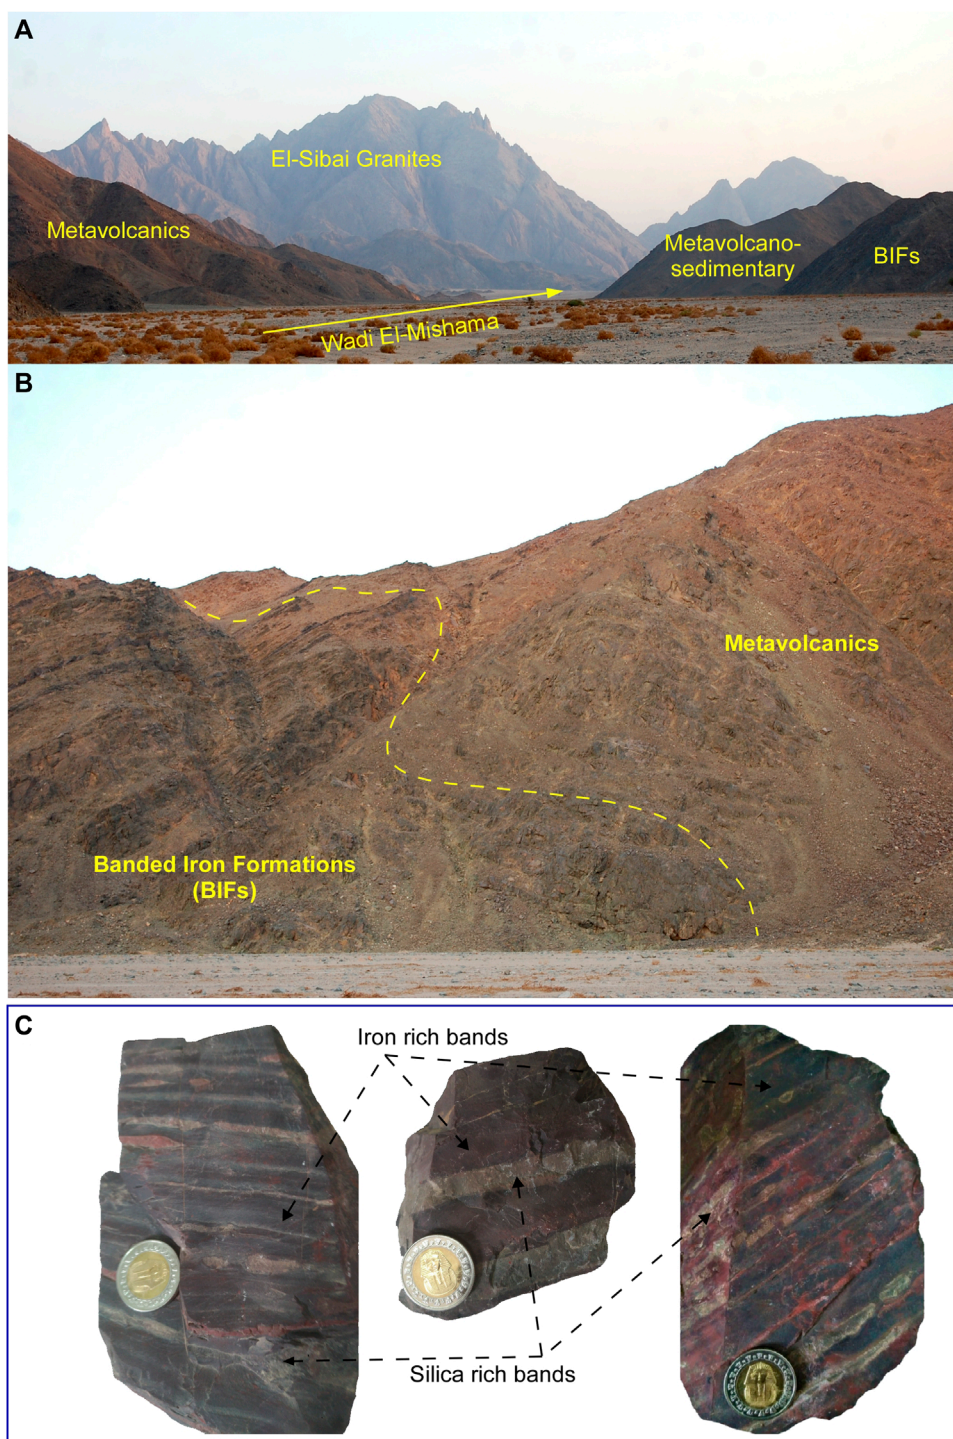 A
El-Sibai Granites
Metavolcanics
Metavolcano-
sedimentary
BIFs
Wadi El-Mishama
B
Metavolcanics
Banded Iron Formations
(BIFs)
C
Iron rich bands
Silica rich bands